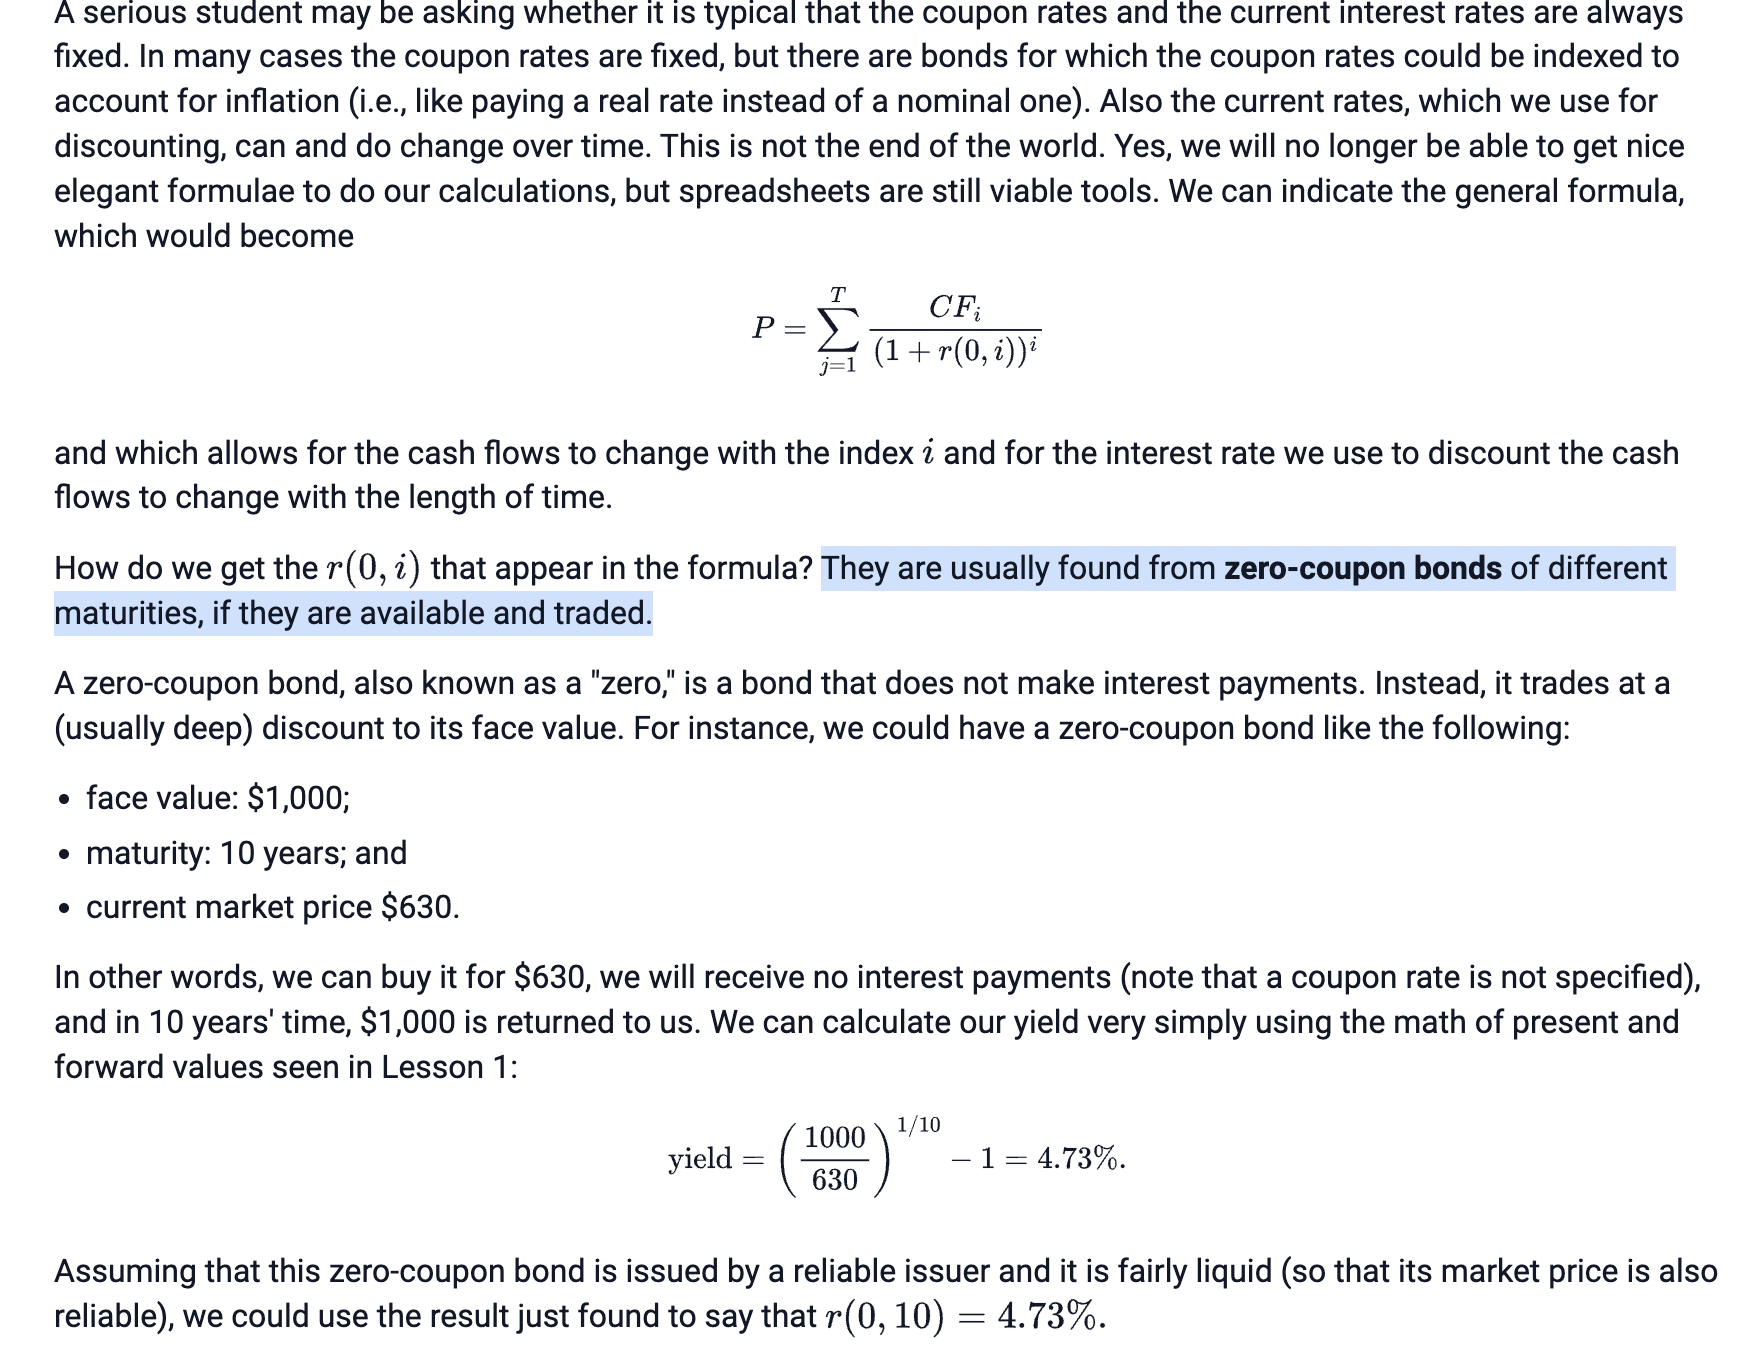 A serious student may be asking whether it is typical that the coupon rates and the current interest rates are always
fixed. In many cases the coupon rates are fixed, but there are bonds for which the coupon rates could be indexed to
account for inflation (i.e., like paying a real rate instead of a nominal one). Also the current rates, which we use for
discounting, can and do change over time. This is not the end of the world. Yes, we will no longer be able to get nice
elegant formulae to do our calculations, but spreadsheets are still viable tools. We can indicate the general formula,
which would become
P = \sum_{j=1}^{T} \frac{CF_i}{(1 + r(0, i))^i}
and which allows for the cash flows to change with the index i and for the interest rate we use to discount the cash
flows to change with the length of time.
How do we get the r(0, i) that appear in the formula? They are usually found from zero-coupon bonds of different
maturities, if they are available and traded.
A zero-coupon bond, also known as a "zero," is a bond that does not make interest payments. Instead, it trades at a
(usually deep) discount to its face value. For instance, we could have a zero-coupon bond like the following:
• face value: $1,000;
• maturity: 10 years; and
• current market price $630.
In other words, we can buy it for $630, we will receive no interest payments (note that a coupon rate is not specified),
and in 10 years' time, $1,000 is returned to us. We can calculate our yield very simply using the math of present and
forward values seen in Lesson 1:
yield = \left( \frac{1000}{630} \right)^{1/10} - 1 = 4.73%.
Assuming that this zero-coupon bond is issued by a reliable issuer and it is fairly liquid (so that its market price is also
reliable), we could use the result just found to say that r(0, 10) = 4.73%.